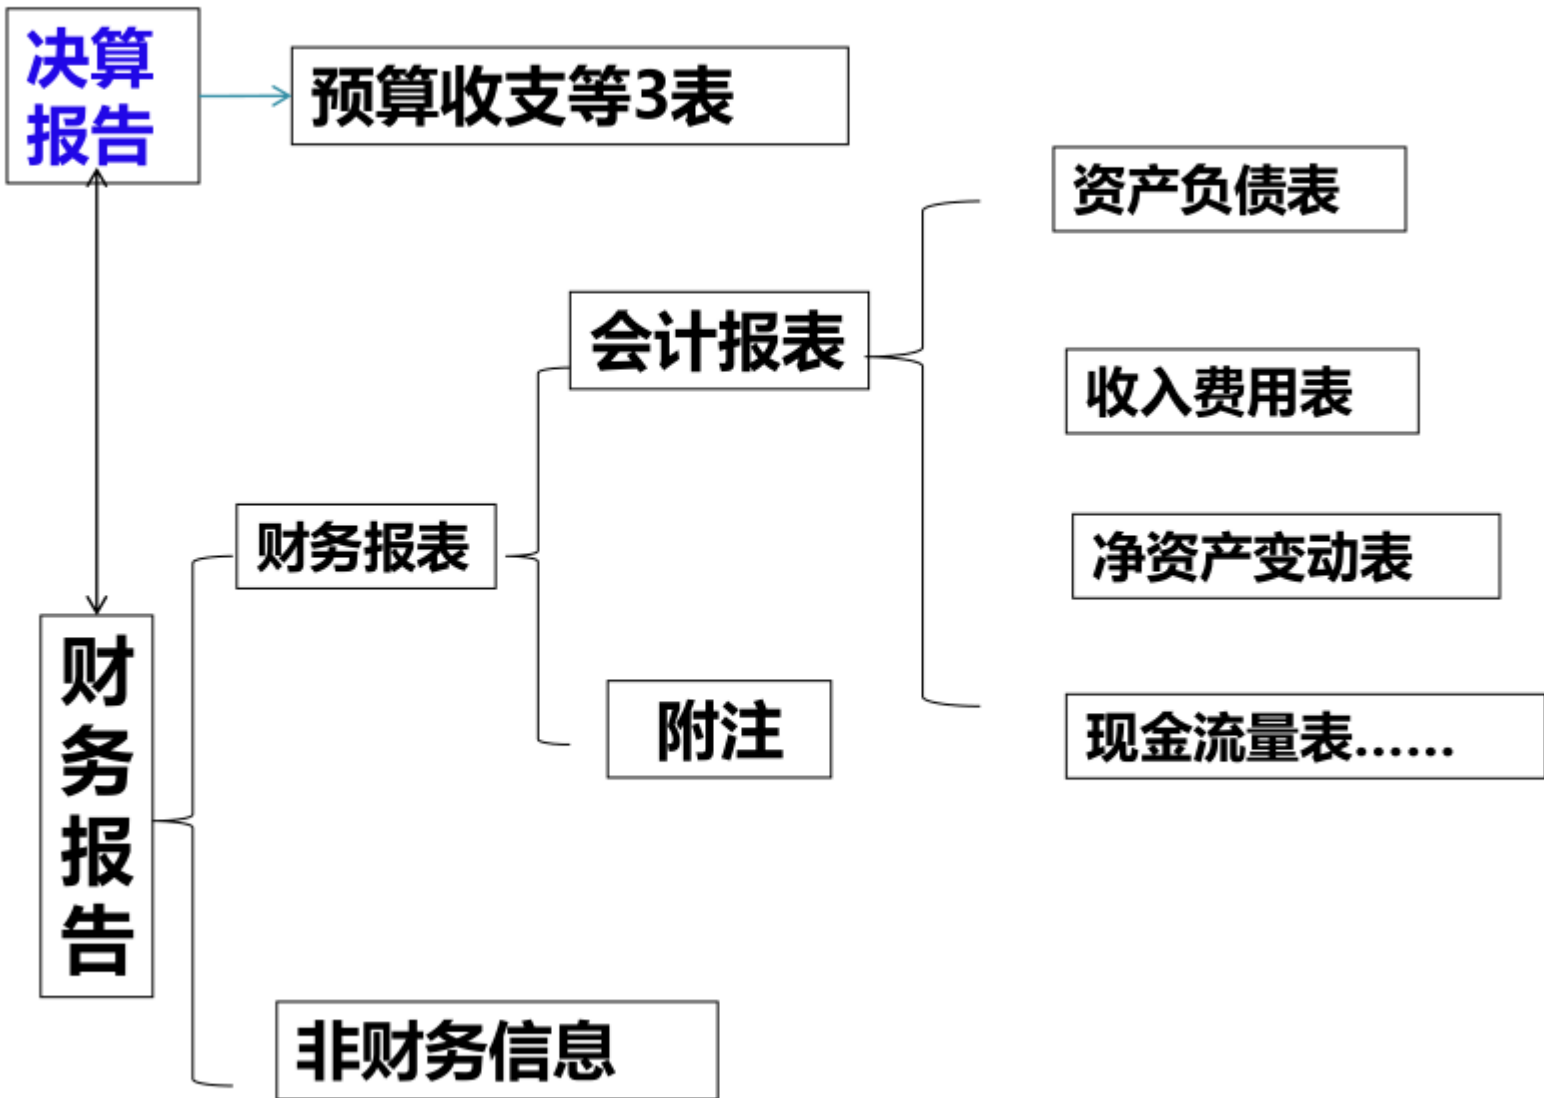 决算
报告
预算收支等3表
资产负债表
会计报表
收入费用表
财务报表
净资产变动表
附注
现金流量表......
财
务
报
告
非财务信息